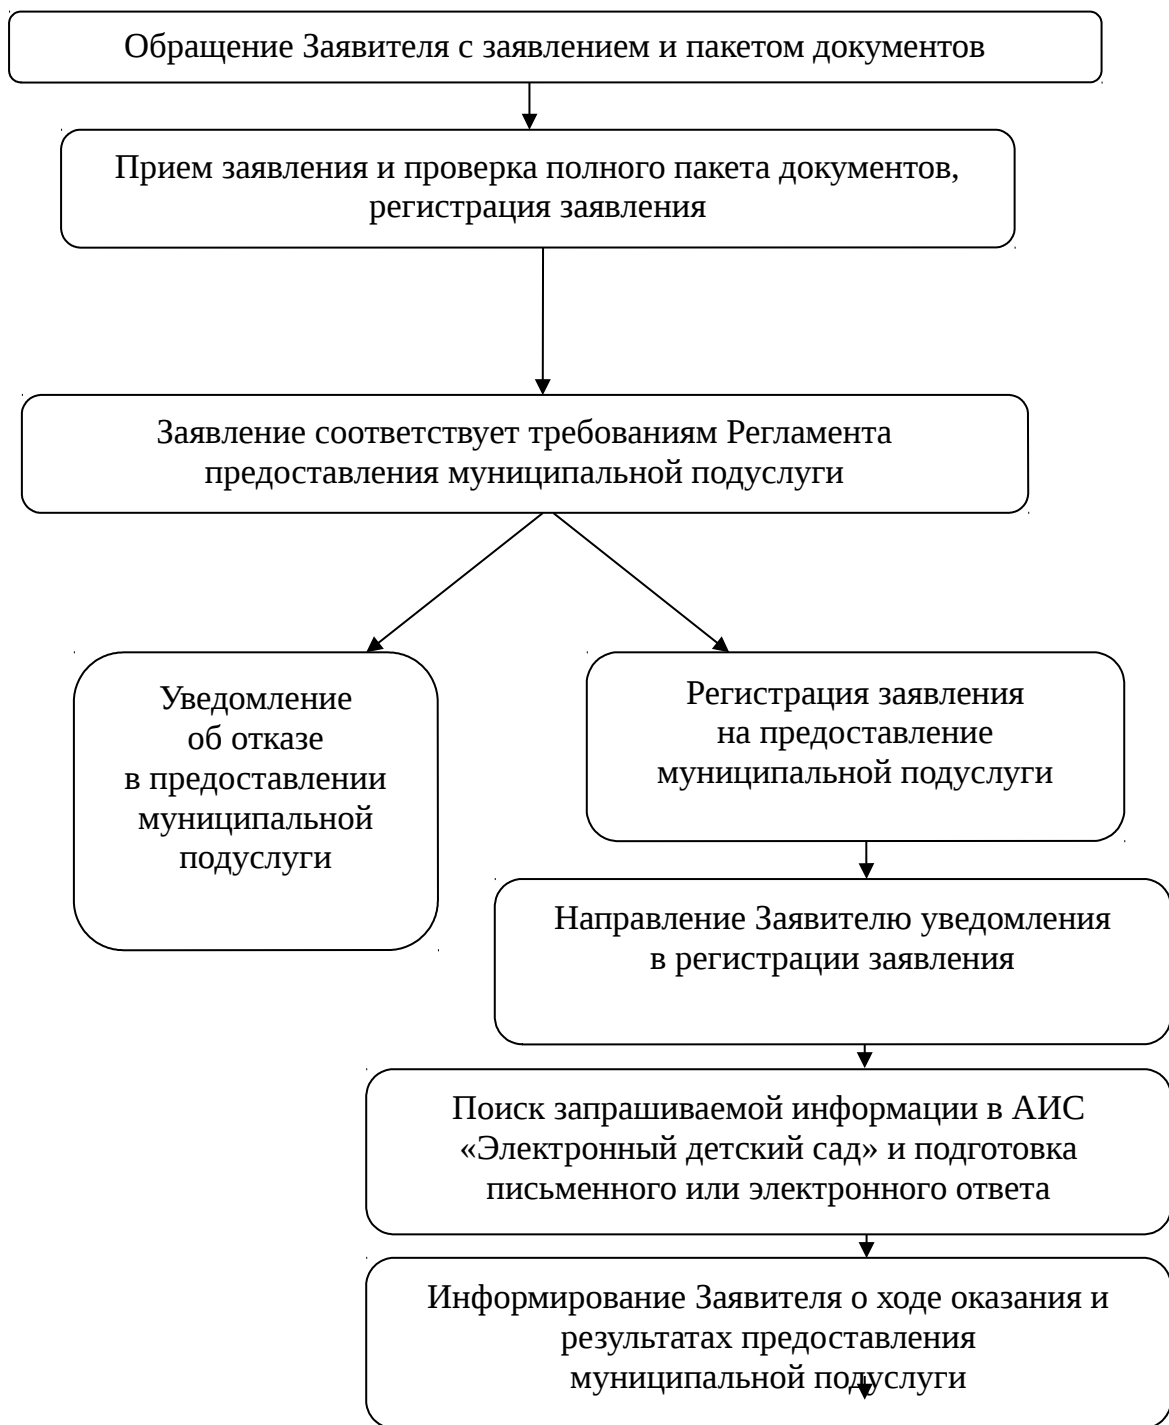 Обращение Заявителя с заявлением и пакетом документов
Прием заявления и проверка полного пакета документов,
регистрация заявления
Заявление соответствует требованиям Регламента
предоставления муниципальной подуслуги
Уведомление
об отказе
в предоставлении
муниципальной
подуслуги
Регистрация заявления
на предоставление
муниципальной подуслуги
Направление Заявителю уведомления
в регистрации заявления
Поиск запрашиваемой информации в АИС
«Электронный детский сад» и подготовка
письменного или электронного ответа
Информирование Заявителя о ходе оказания и
результатах предоставления
муниципальной подуслуги